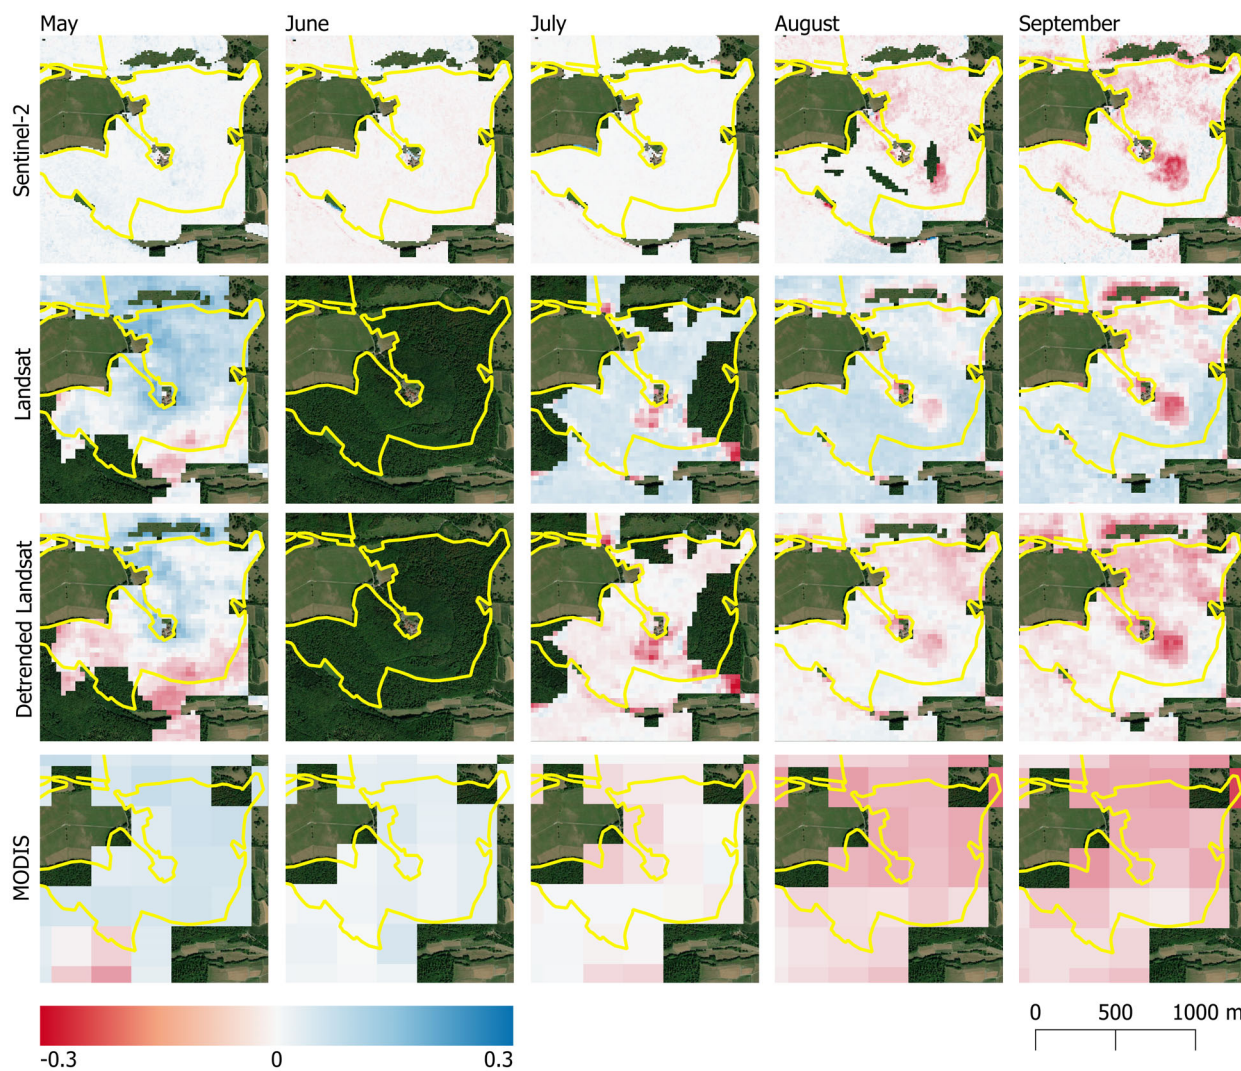 May June July August September
Sentinel-2
Landsat
Detrended Landsat
MODIS
0 500 1000 m
-0.3 0 0.3